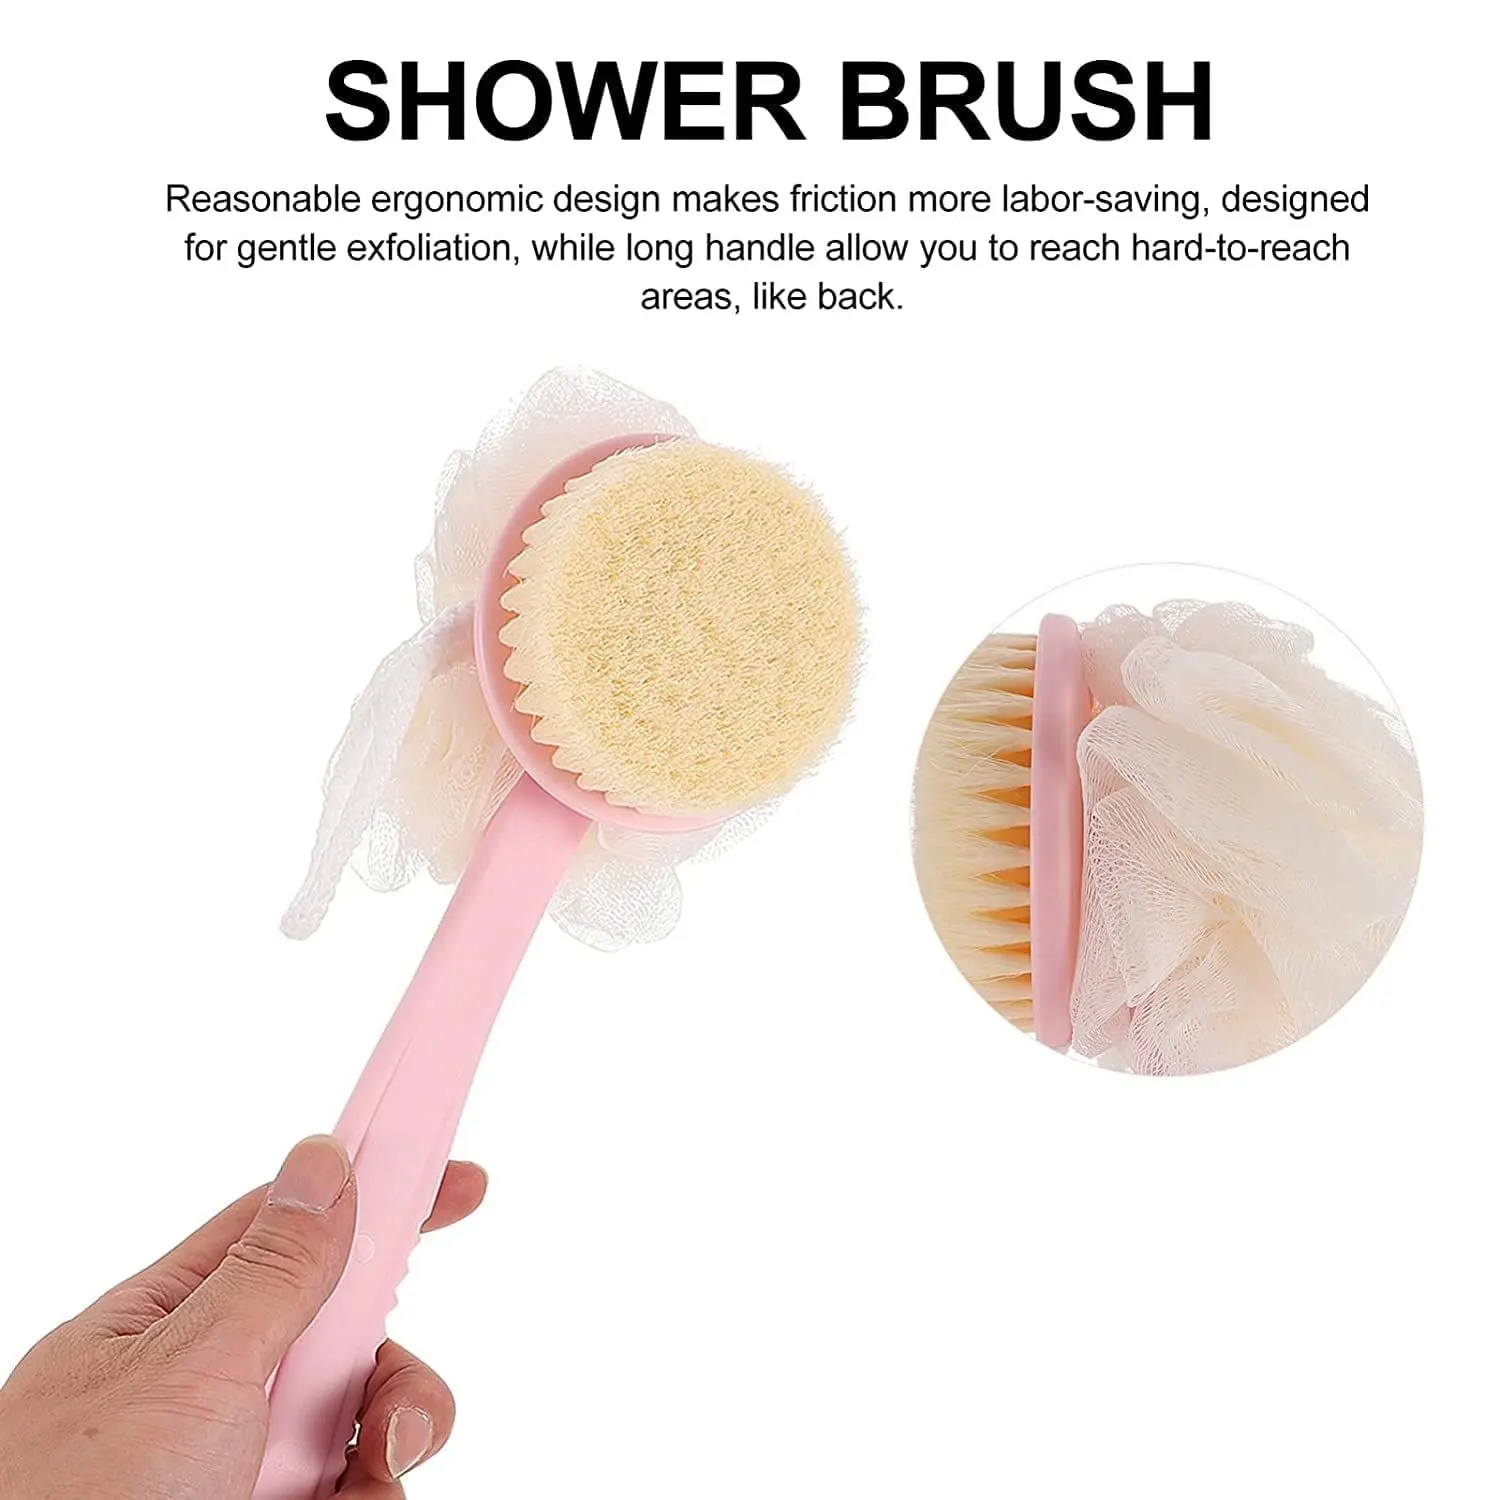 SHOWER BRUSH
Reasonable ergonomic design makes friction more labor-saving, designed
for gentle exfoliation, while long handle allow you to reach hard-to-reach
areas, like back.